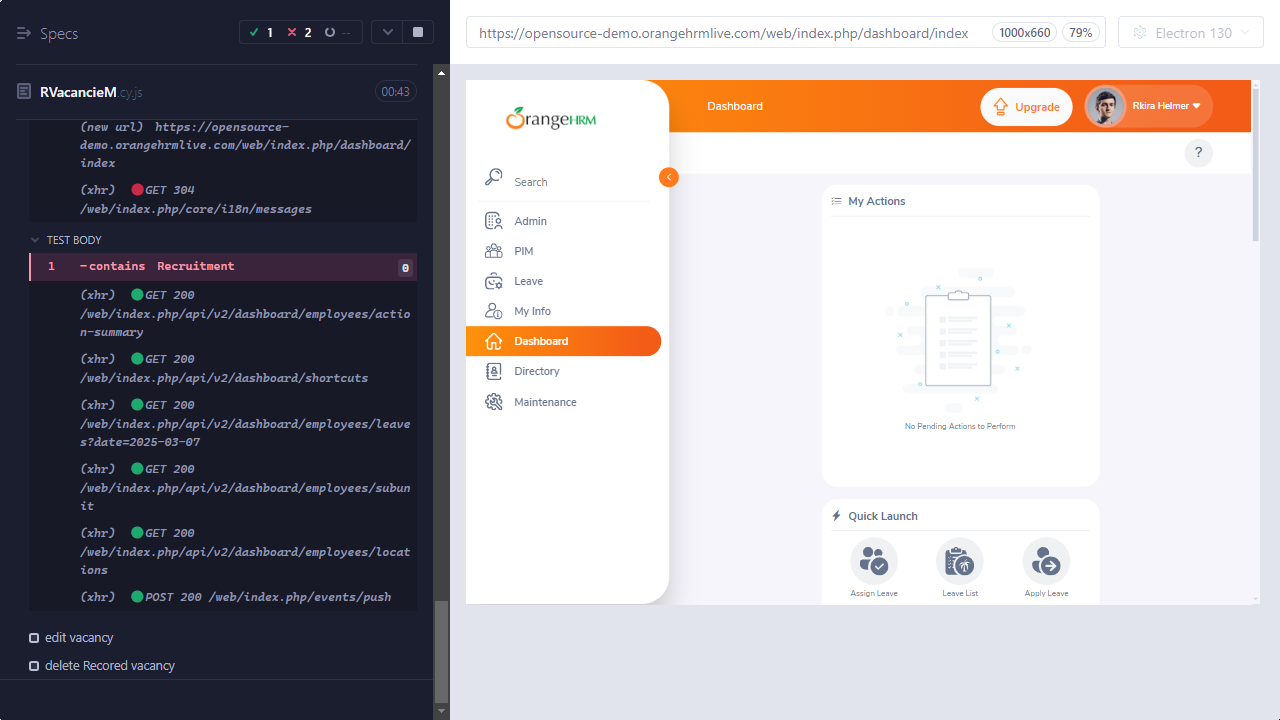 Specs
1
2
--
RVacancieM.cy.js
00:43
(new url) https://opensource-
demo.orangehrmlive.com/web/index.php/dashboard/
index
(xhr) GET 304
/web/index.php/core/i18n/messages
TEST BODY
1 -contains Recruitment 0
(xhr) GET 200
/web/index.php/api/v2/dashboard/employees/actio
n-summary
(xhr) GET 200
/web/index.php/api/v2/dashboard/shortcuts
(xhr) GET 200
/web/index.php/api/v2/dashboard/employees/leave
s?date=2025-03-07
(xhr) GET 200
/web/index.php/api/v2/dashboard/employees/subun
it
(xhr) GET 200
/web/index.php/api/v2/dashboard/employees/locat
ions
(xhr) POST 200 /web/index.php/events/push
edit vacancy
delete Recored vacancy
https://opensource-demo.orangehrmlive.com/web/index.php/dashboard/index
1000x660
79%
Electron 130
OrangeHRM
Search
Admin
PIM
Leave
My Info
Dashboard
Directory
Maintenance
Dashboard
Upgrade
Rkira Helmer
?
My Actions
No Pending Actions to Perform
Quick Launch
Assign Leave
Leave List
Apply Leave